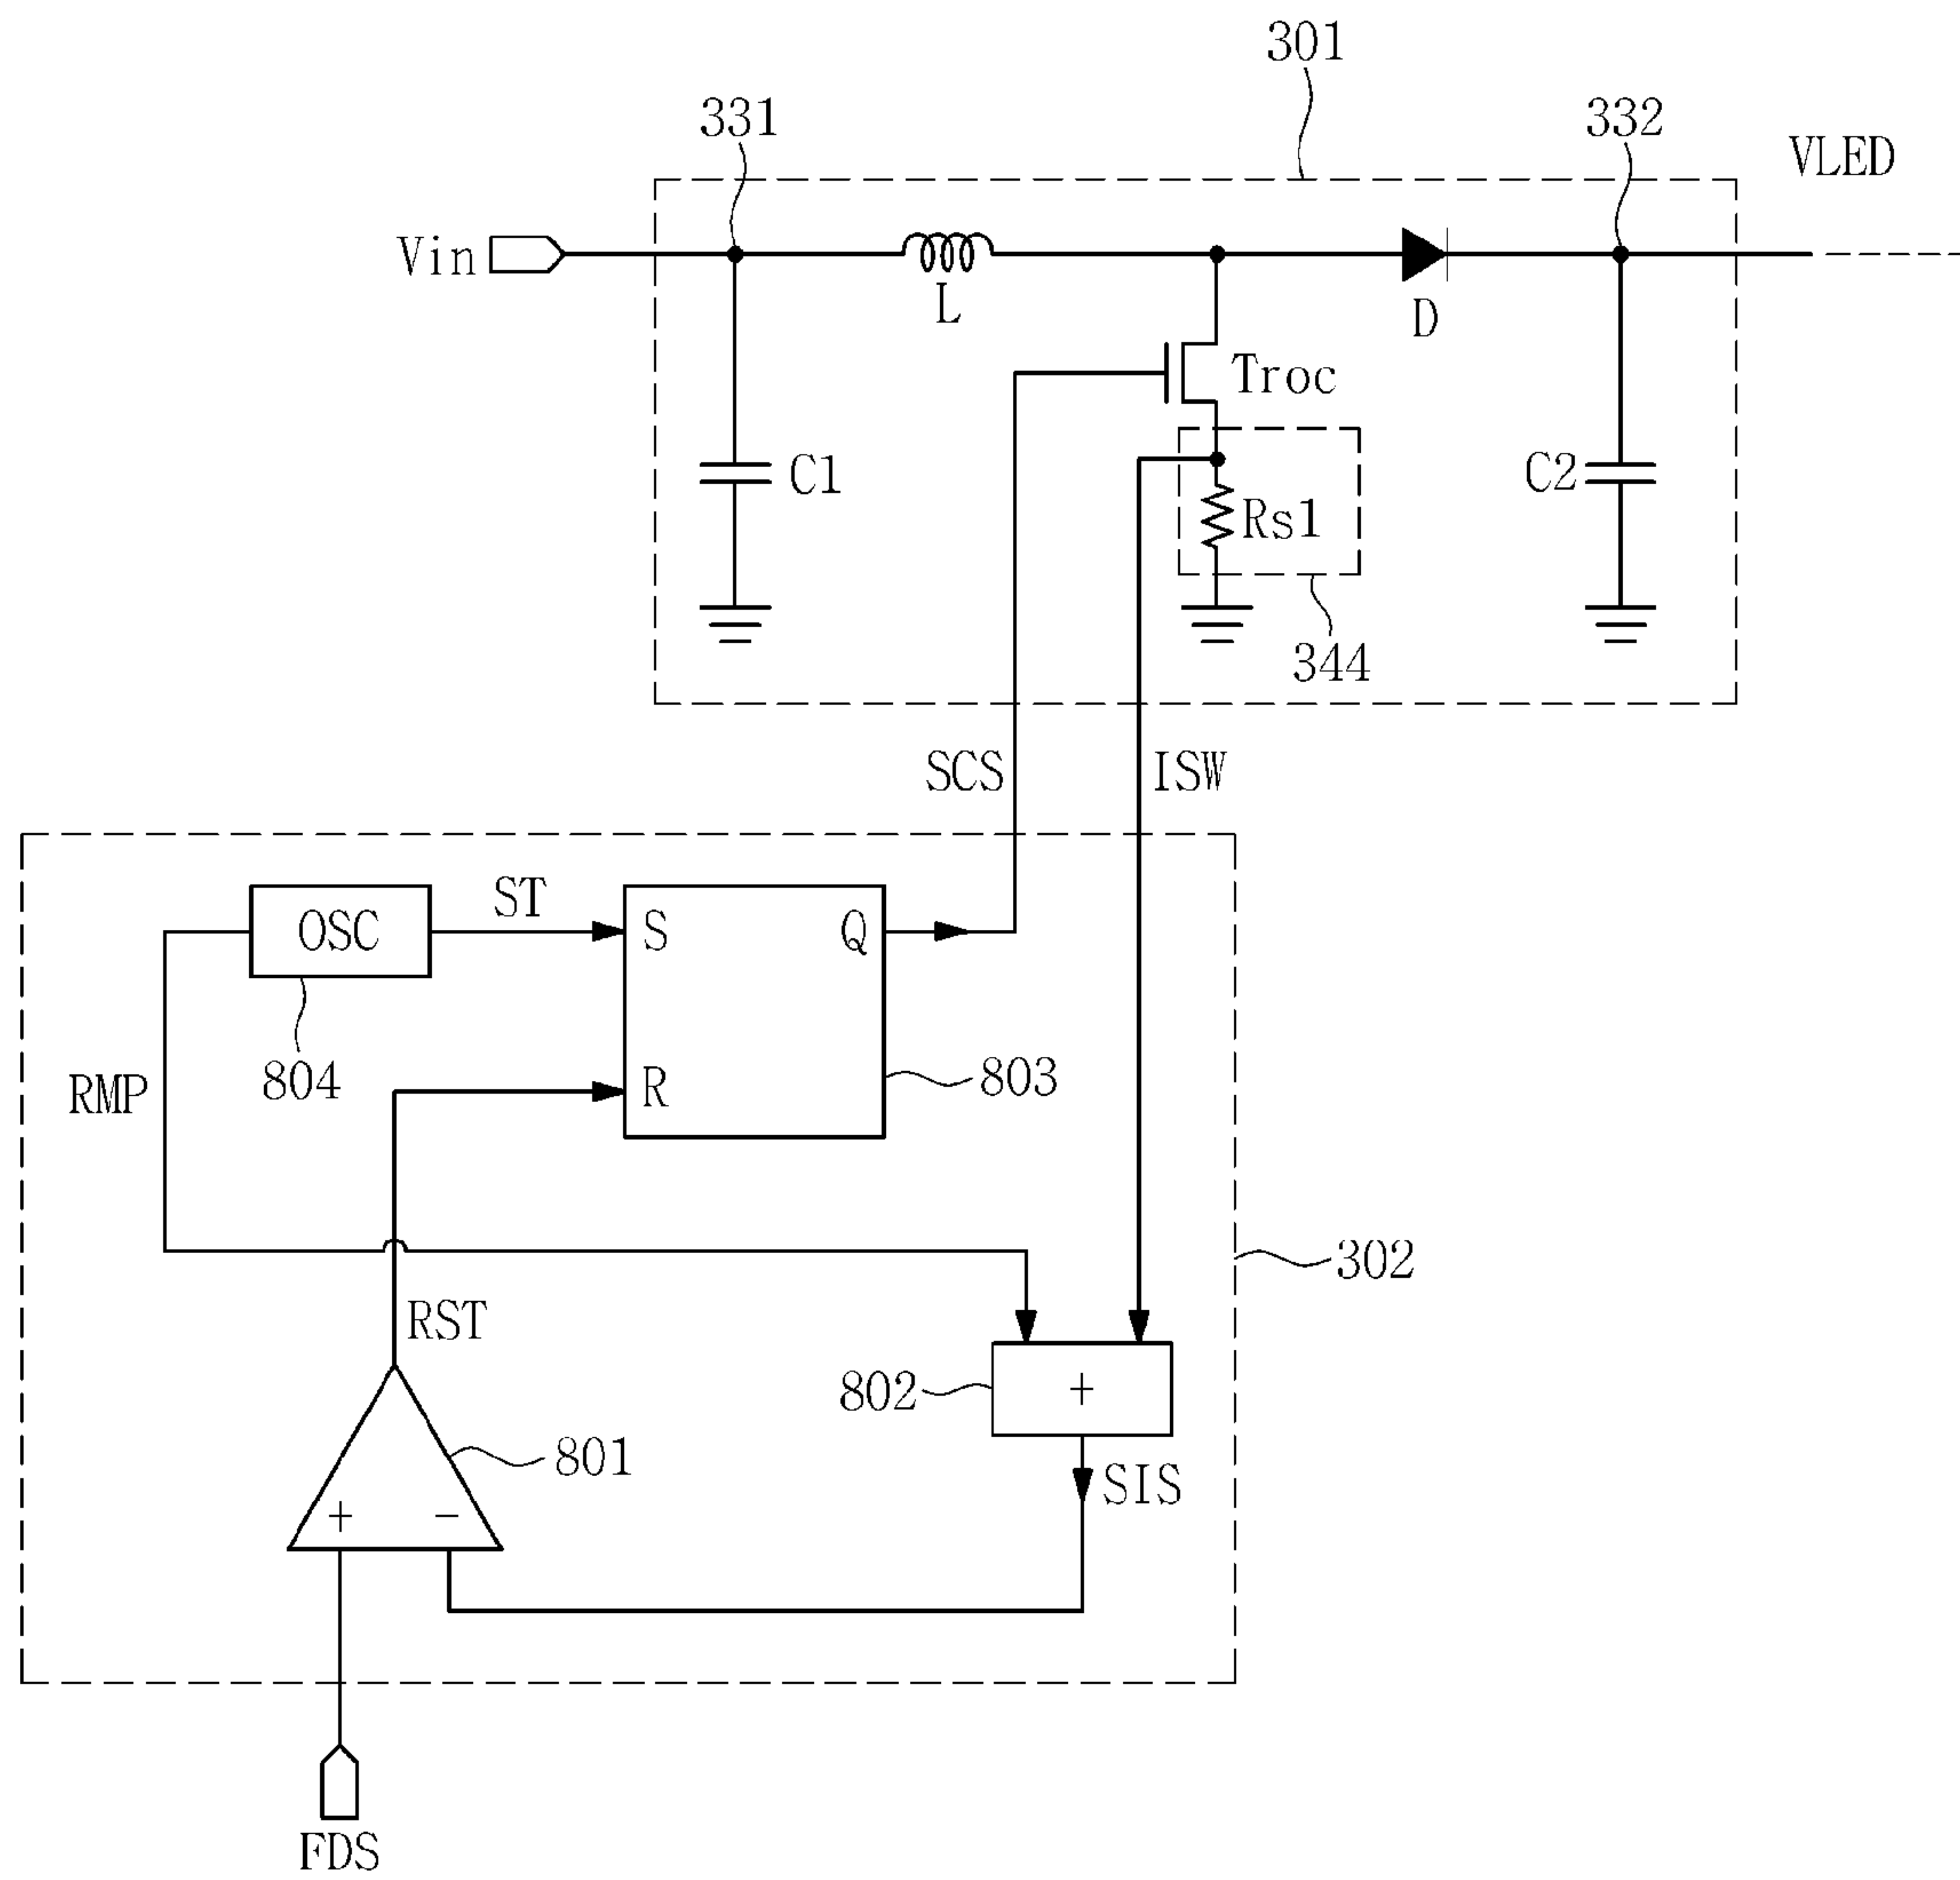 301
331
332
VLED
Vin
L
D
Troc
C1
C2
Rs1
344
SCS
ISW
OSC
ST
S
Q
804
RMP
R
803
302
RST
802
+
801
SIS
+
−
FDS